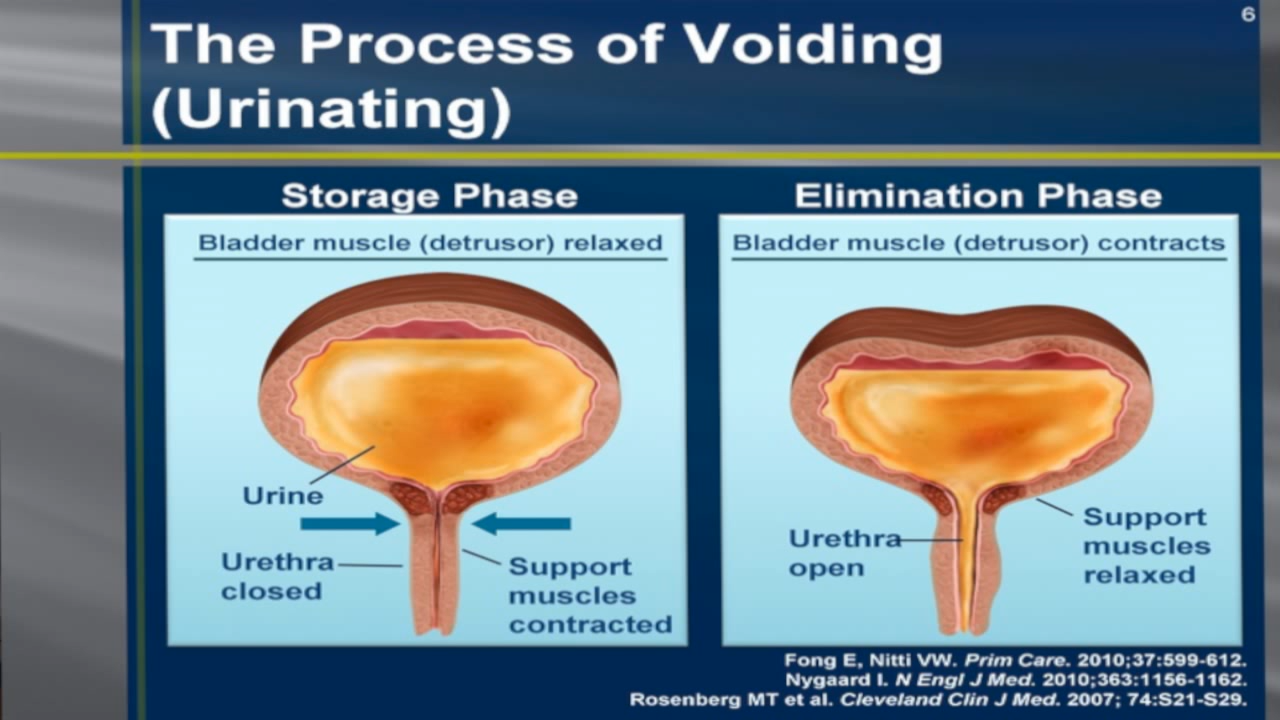 6
The Process of Voiding
(Urinating)
Storage Phase
Bladder muscle (detrusor) relaxed
Urine
Urethra
closed
Support
muscles
contracted
Elimination Phase
Bladder muscle (detrusor) contracts
Urethra
open
Support
muscles
relaxed
Fong E, Nitti VW. Prim Care. 2010;37:599-612.
Nygaard I. N Engl J Med. 2010;363:1156-1162.
Rosenberg MT et al. Cleveland Clin J Med. 2007; 74:S21-S29.